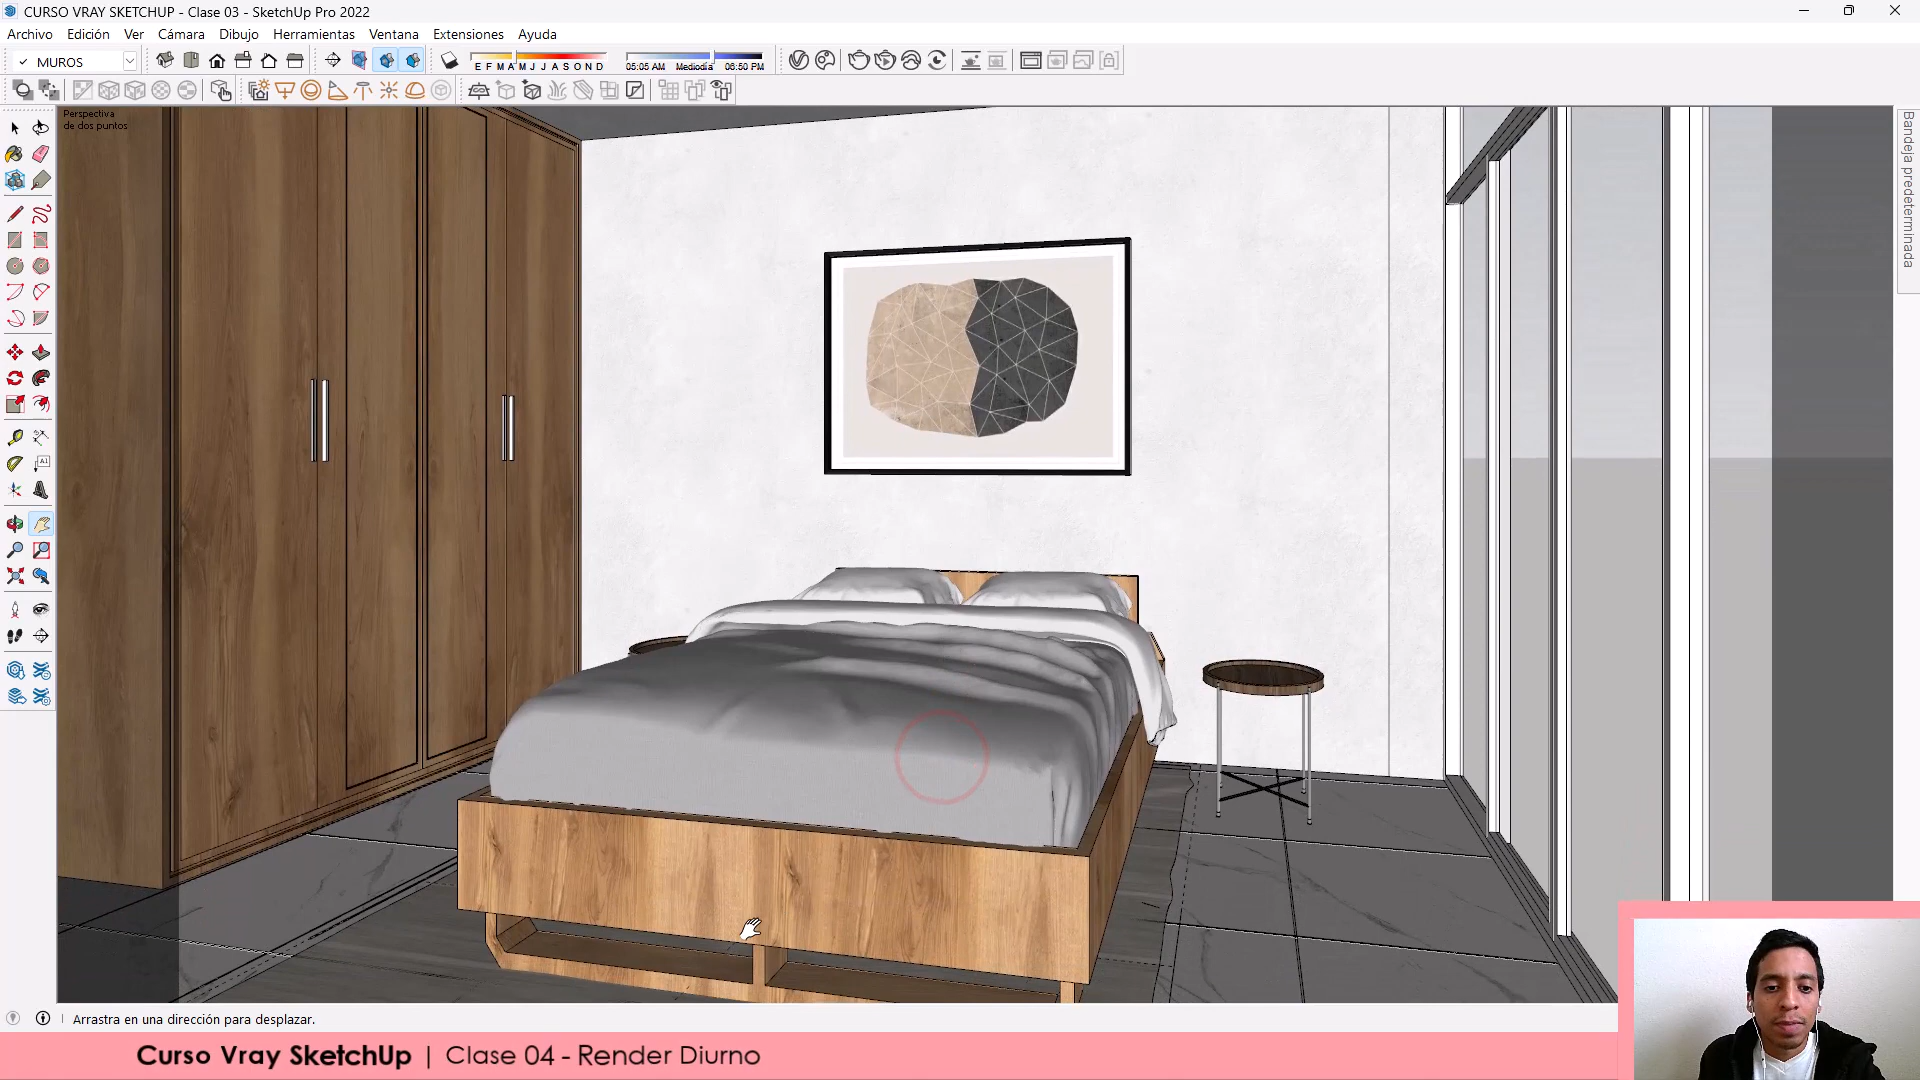 CURSO VRAY SKETCHUP - Clase 03 - SketchUp Pro 2022
Archivo Edición Ver Cámara Dibujo Herramientas Ventana Extensiones Ayuda
MUROS
E F M A M J J A S O N D
05:05 AM Mediodía 06:50 PM
Perspectiva
de dos puntos
Bandeja predeterminada
A1
Arrastra en una dirección para desplazar.
Curso Vray SketchUp | Clase 04 - Render Diurno